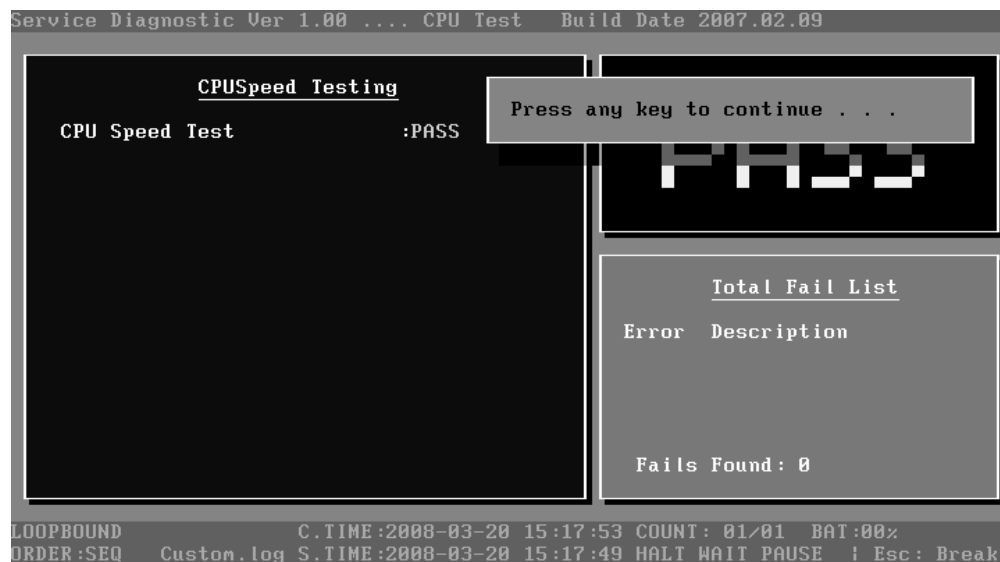 Service Diagnostic Ver 1.00 .... CPU Test Build Date 2007.02.09
CPUSpeed Testing
CPU Speed Test :PASS
Press any key to continue . . .
PASS
Total Fail List
Error Description
Fails Found: 0
LOOPBOUND C.TIME:2008-03-20 15:17:53 COUNT: 01/01 BAT:00%
ORDER:SEQ Custom.log S.TIME:2008-03-20 15:17:49 HALT WAIT PAUSE ¦ Esc: Break